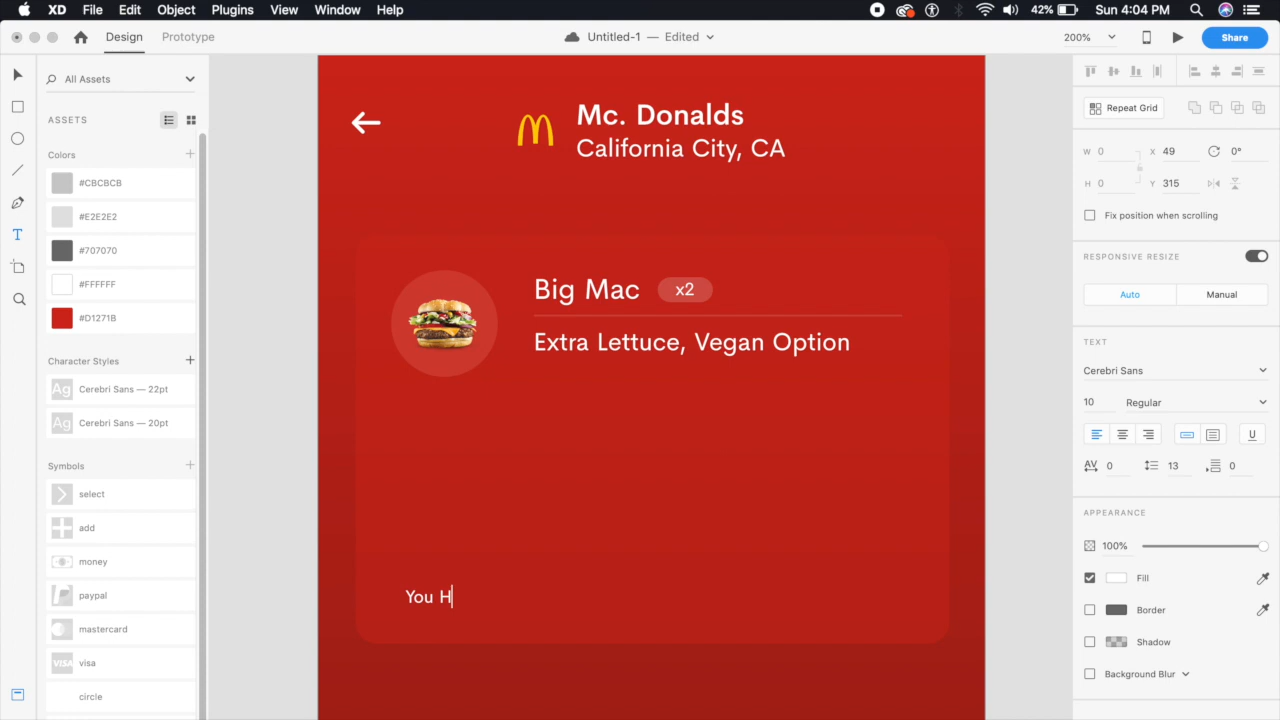 XD File Edit Object Plugins View Window Help 42% Sun 4:04 PM
Design Prototype Untitled-1 — Edited 200% Share
All Assets
ASSETS
Colors
#CBCBCB
#E2E2E2
#707070
#FFFFFF
#D1271B
Character Styles
Ag Cerebri Sans — 22pt
Ag Cerebri Sans — 20pt
Symbols
select
add
money
paypal
mastercard
VISA visa
circle
Mc. Donalds
California City, CA
Big Mac x2
Extra Lettuce, Vegan Option
You H
Repeat Grid
W 0 X 49 0°
H 0 Y 315
Fix position when scrolling
RESPONSIVE RESIZE
Auto Manual
TEXT
Cerebri Sans
10 Regular
U
AV 0 13 0
APPEARANCE
100%
Fill
Border
Shadow
Background Blur